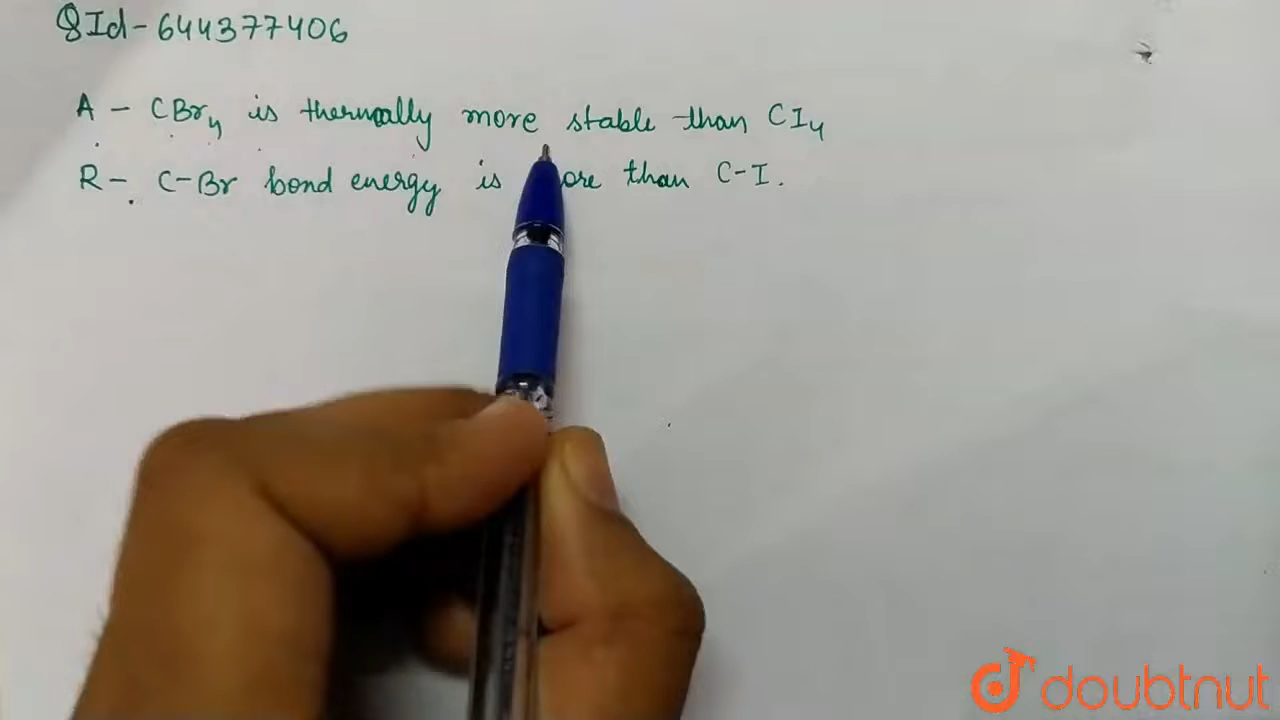 QId-644377406
A - CBr₄ is thermally more stable than CI₄
R - C-Br bond energy is ore than C-I.
doubtnut